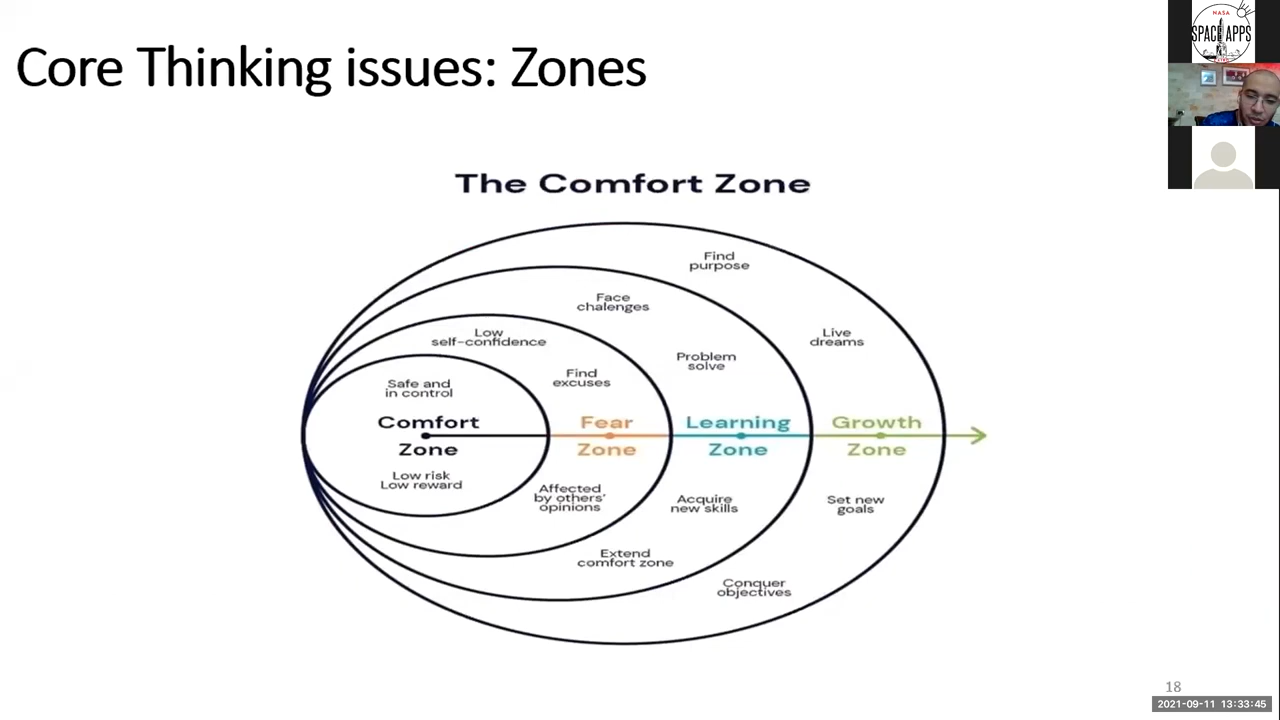 Core Thinking issues: Zones
NASA
SPACE APPS
The Comfort Zone
Find
purpose
Face
chalenges
Low
self-confidence
Live
dreams
Problem
solve
Find
excuses
Safe and
in control
Comfort
Zone
Fear
Zone
Learning
Zone
Growth
Zone
Low risk
Low reward
Affected
by others'
opinions
Acquire
new skills
Set new
goals
Extend
comfort zone
Conquer
objectives
18
2021-09-11 13:33:45